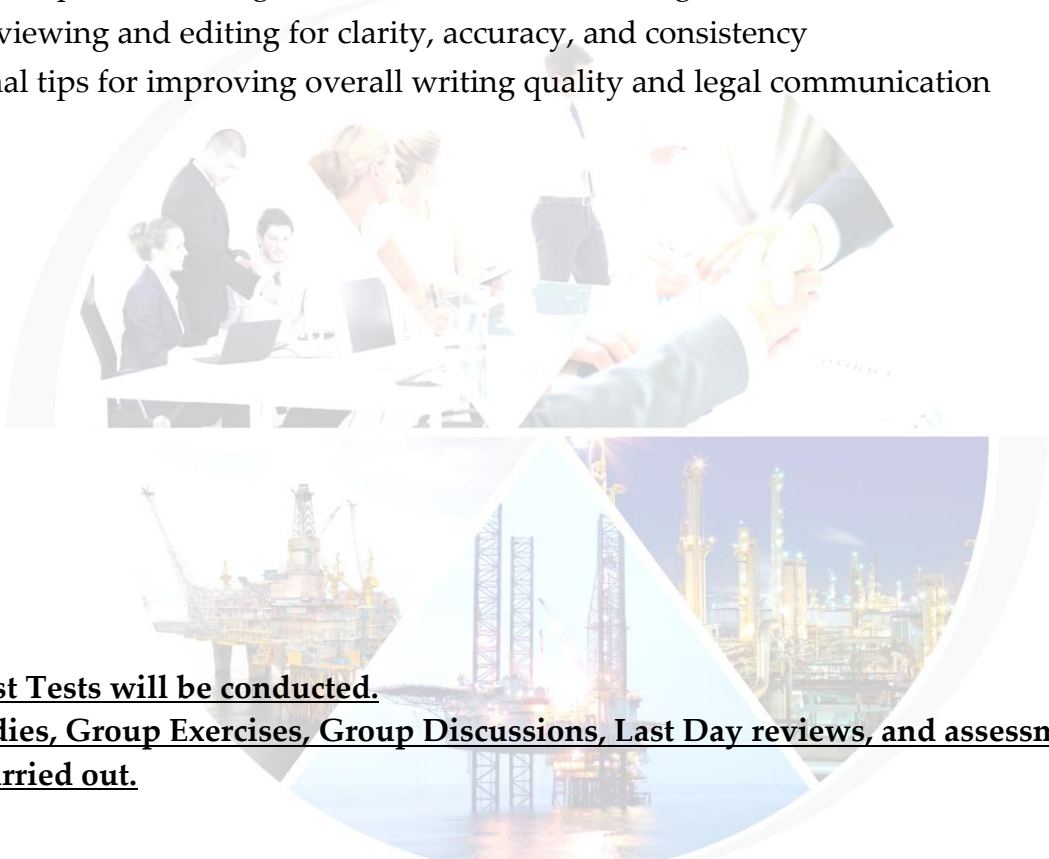 viewing and editing for clarity, accuracy, and consistency
al tips for improving overall writing quality and legal communication
CONTRACT
st Tests will be conducted.
dies, Group Exercises, Group Discussions, Last Day reviews, and assessm
rried out.